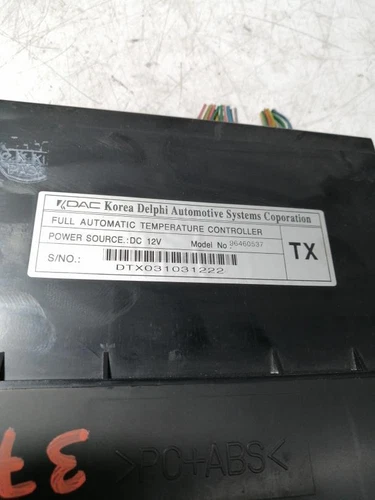 KDAC Korea Delphi Automotive Systems Coporation
FULL AUTOMATIC TEMPERATURE CONTROLLER
POWER SOURCE.:DC 12V Model No 96460537
TX
S/NO.:
DTX031031222
37
>PC+ABS<